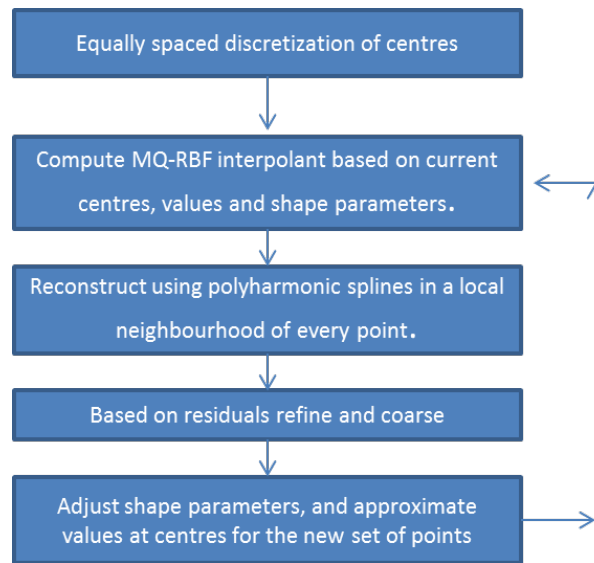 Equally spaced discretization of centres
Compute MQ-RBF interpolant based on current
centres, values and shape parameters.
Reconstruct using polyharmonic splines in a local
neighbourhood of every point.
Based on residuals refine and coarse
Adjust shape parameters, and approximate
values at centres for the new set of points